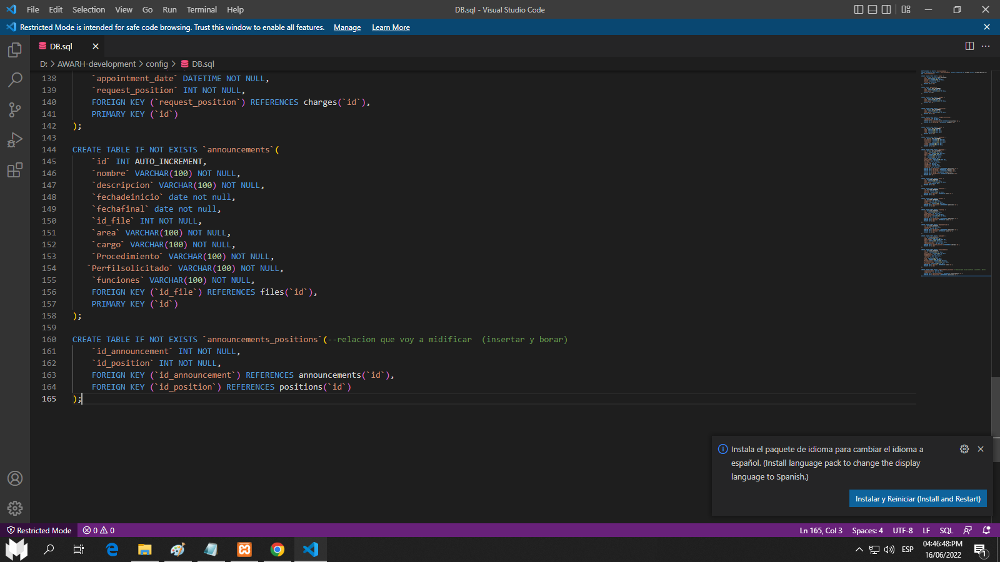 File Edit Selection View Go Run Terminal Help DB.sql - Visual Studio Code
Restricted Mode is intended for safe code browsing. Trust this window to enable all features. Manage Learn More
DB.sql
D: > AWARH-development > config > DB.sql
138 `appointment_date` DATETIME NOT NULL,
139 `request_position` INT NOT NULL,
140 FOREIGN KEY (`request_position`) REFERENCES charges(`id`),
141 PRIMARY KEY (`id`)
142 );
143
144 CREATE TABLE IF NOT EXISTS `announcements`(
145 `id` INT AUTO_INCREMENT,
146 `nombre` VARCHAR(100) NOT NULL,
147 `descripcion` VARCHAR(100) NOT NULL,
148 `fechadeinicio` date not null,
149 `fechafinal` date not null,
150 `id_file` INT NOT NULL,
151 `area` VARCHAR(100) NOT NULL,
152 `cargo` VARCHAR(100) NOT NULL,
153 `Procedimiento` VARCHAR(100) NOT NULL,
154 `Perfilsolicitado` VARCHAR(100) NOT NULL,
155 `funciones` VARCHAR(100) NOT NULL,
156 FOREIGN KEY (`id_file`) REFERENCES files(`id`),
157 PRIMARY KEY (`id`)
158 );
159
160 CREATE TABLE IF NOT EXISTS `announcements_positions`(--relacion que voy a midificar  (insertar y borar)
161 `id_announcement` INT NOT NULL,
162 `id_position` INT NOT NULL,
163 FOREIGN KEY (`id_announcement`) REFERENCES announcements(`id`),
164 FOREIGN KEY (`id_position`) REFERENCES positions(`id`)
165 );
Instala el paquete de idioma para cambiar el idioma a
español. (Install language pack to change the display
language to Spanish.)
Instalar y Reiniciar (Install and Restart)
Restricted Mode 0 0 Ln 165, Col 3 Spaces: 4 UTF-8 LF SQL
ESP 04:46:48:PM
16/06/2022
1